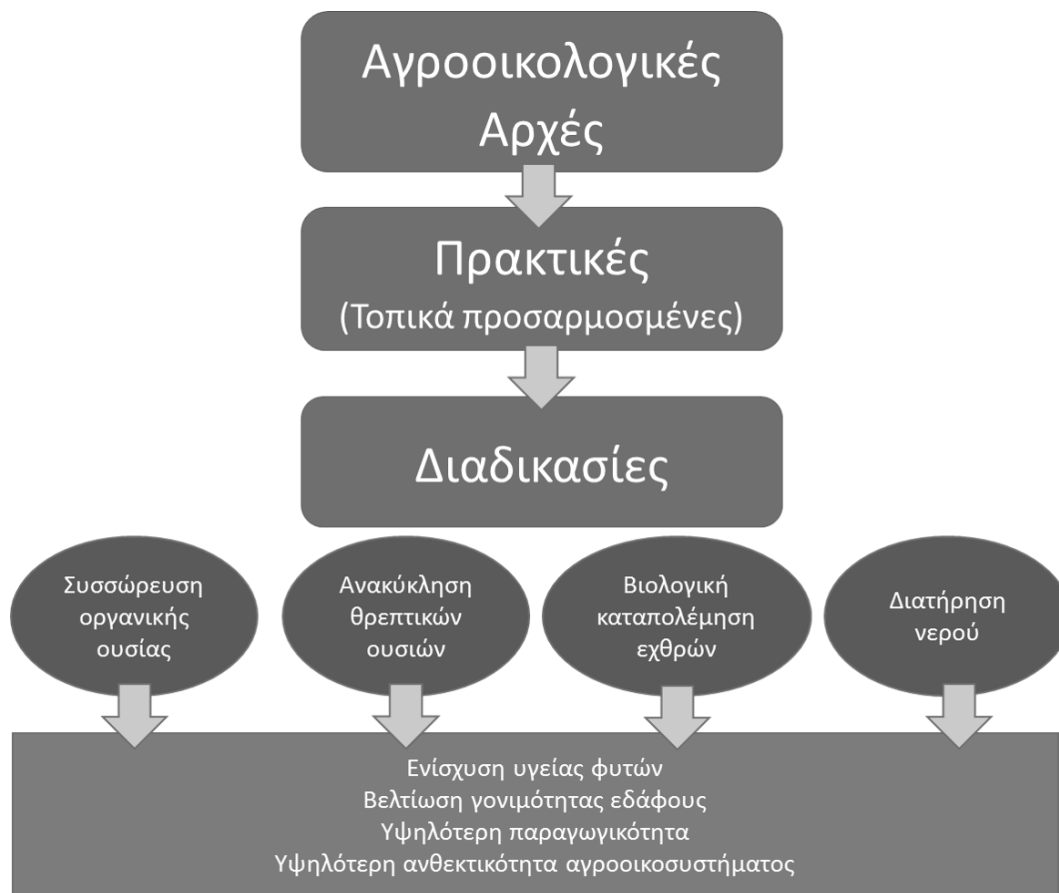 Αγροοικολογικές
Αρχές
Πρακτικές
(Τοπικά προσαρμοσμένες)
Διαδικασίες
Συσσώρευση
οργανικής
ουσίας
Ανακύκληση
θρεπτικών
ουσιών
Βιολογική
καταπολέμηση
εχθρών
Διατήρηση
νερού
Ενίσχυση υγείας φυτών
Βελτίωση γονιμότητας εδάφους
Υψηλότερη παραγωγικότητα
Υψηλότερη ανθεκτικότητα αγροοικοσυστήματος